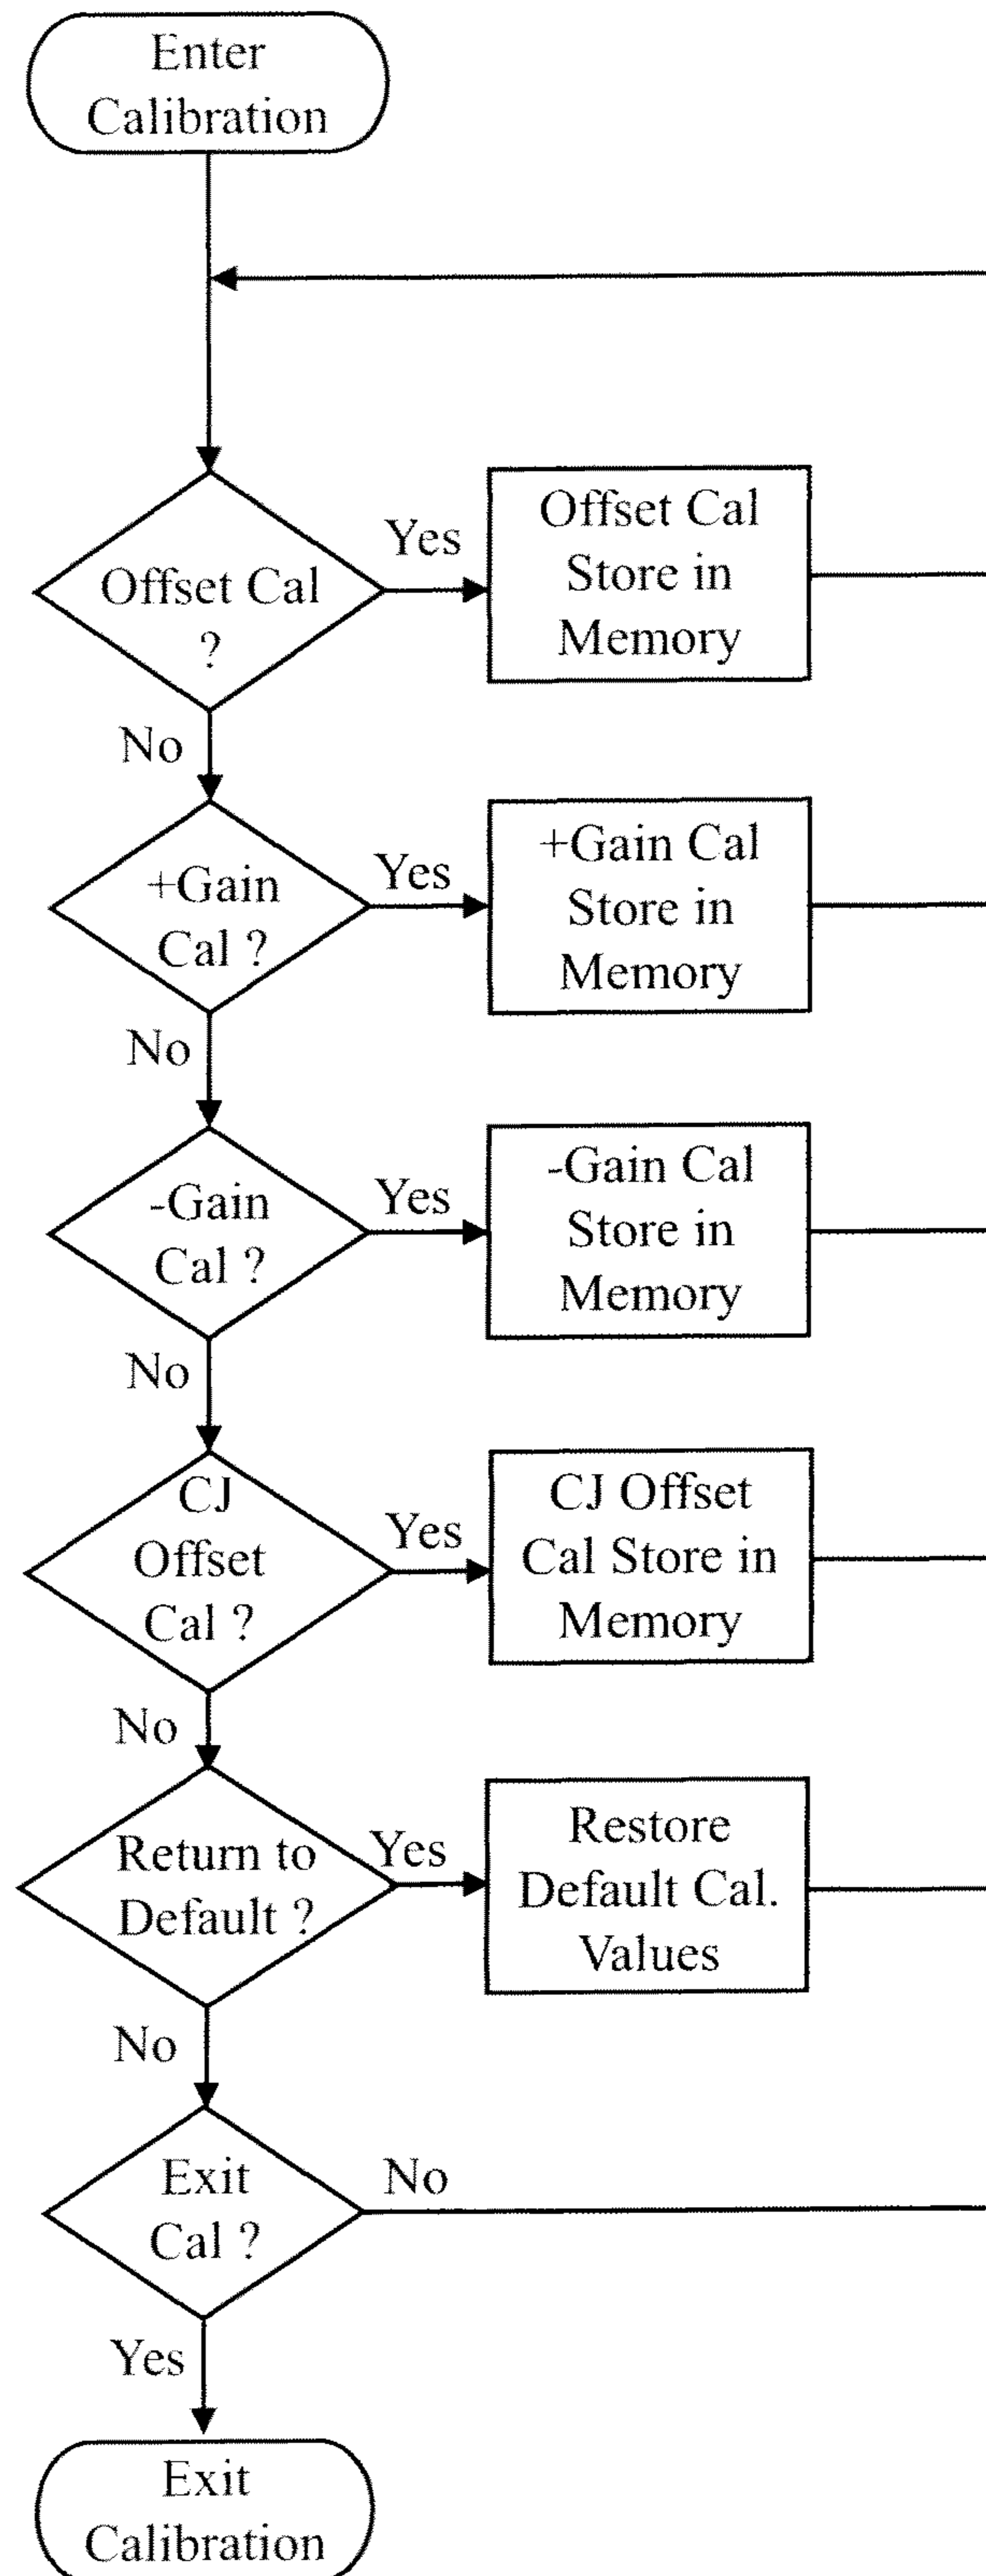 Enter
Calibration
Offset Cal
?
Yes
Offset Cal
Store in
Memory
No
+Gain
Cal ?
Yes
+Gain Cal
Store in
Memory
No
-Gain
Cal ?
Yes
-Gain Cal
Store in
Memory
No
CJ
Offset
Cal ?
Yes
CJ Offset
Cal Store in
Memory
No
Return to
Default ?
Yes
Restore
Default Cal.
Values
No
Exit
Cal ?
No
Yes
Exit
Calibration